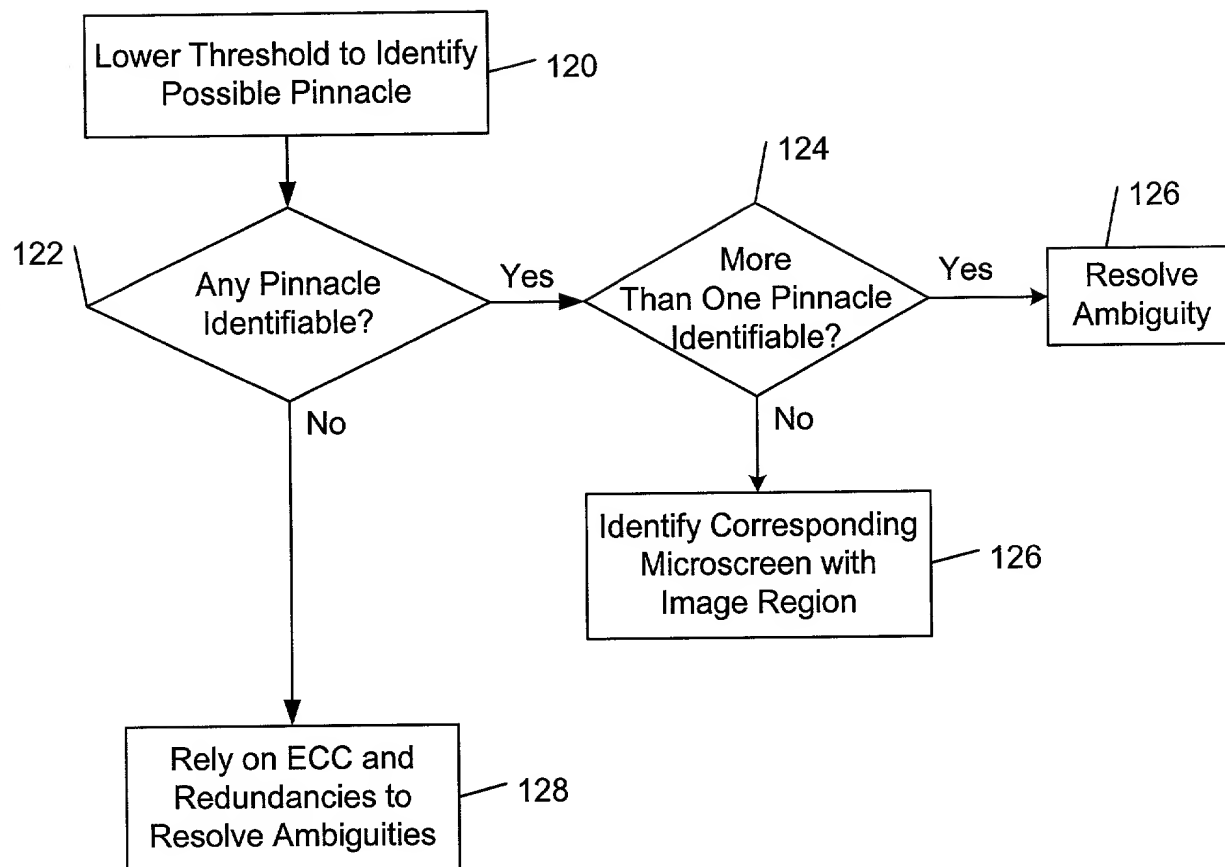 Lower Threshold to Identify
Possible Pinnacle
120
124
126
122
Any Pinnacle
Identifiable?
Yes
More
Than One Pinnacle
Identifiable?
Yes
Resolve
Ambiguity
No
No
Identify Corresponding
Microscreen with
Image Region
126
Rely on ECC and
Redundancies to
Resolve Ambiguities
128